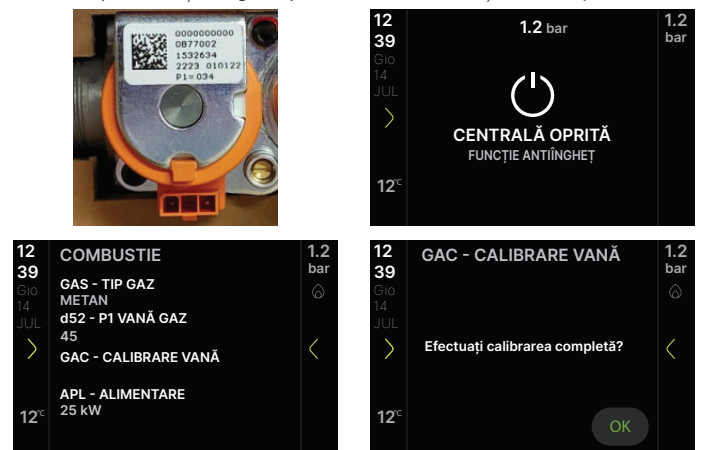 0000000000
0877002
1532634
2223 010122
P1=034
12
39
Gio
14
JUL
12°C
1.2 bar
CENTRALĂ OPRITĂ
FUNCȚIE ANTIÎNGHEȚ
1.2
bar
12
39
Gio
14
JUL
12°C
COMBUSTIE
GAS - TIP GAZ
METAN
d52 - P1 VANĂ GAZ
45
GAC - CALIBRARE VANĂ
APL - ALIMENTARE
25 kW
1.2
bar
12
39
Gio
14
JUL
12°C
GAC - CALIBRARE VANĂ
Efectuați calibrarea completă?
OK
1.2
bar